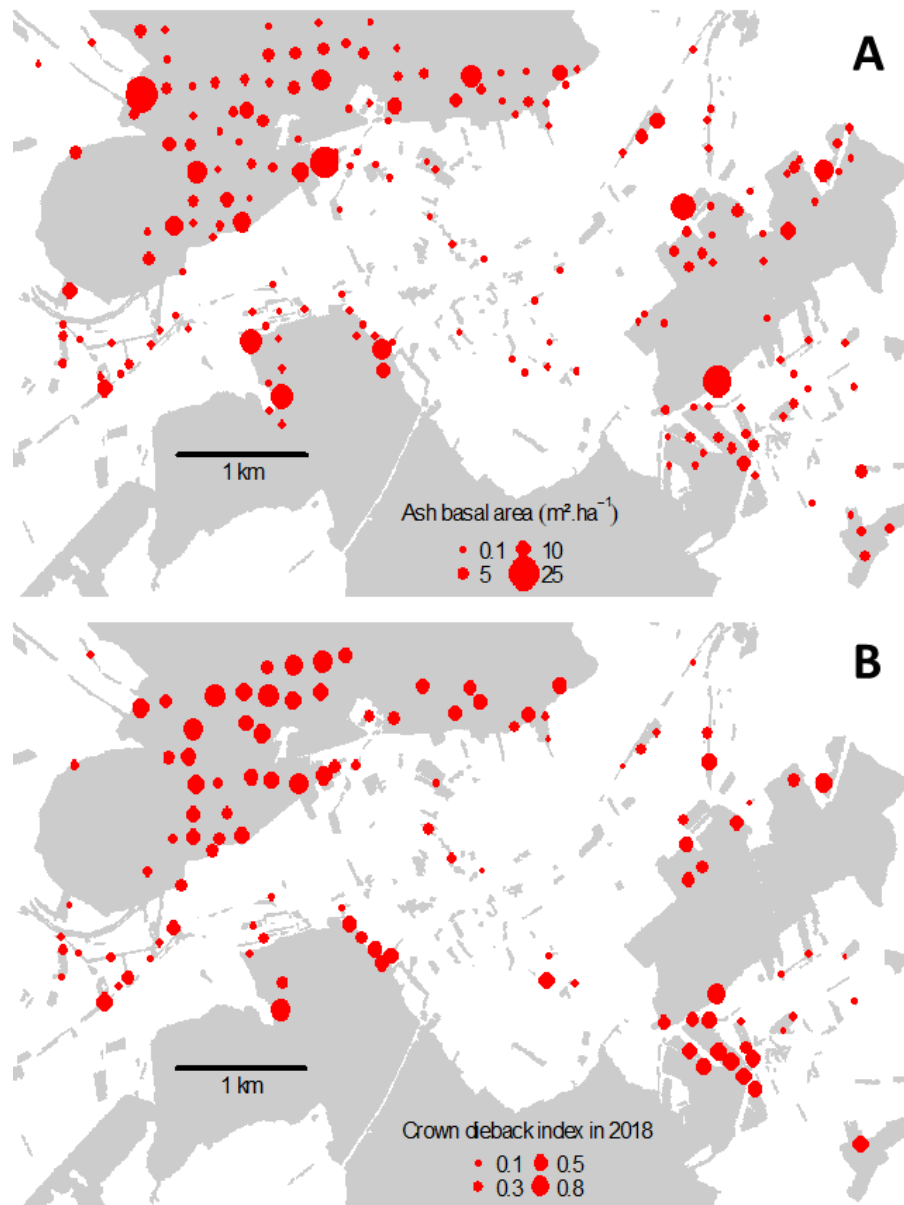 A
1 km
Ash basal area (m².ha⁻¹)
0.1 10
5 25
B
1 km
Crown dieback index in 2018
0.1 0.5
0.3 0.8